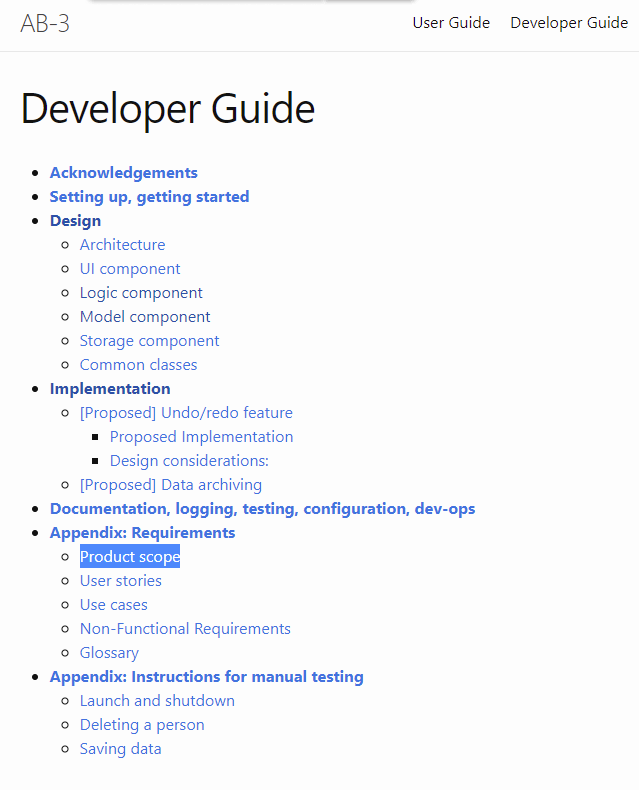 AB-3
User Guide Developer Guide
Developer Guide
Acknowledgements
Setting up, getting started
Design
Architecture
UI component
Logic component
Model component
Storage component
Common classes
Implementation
[Proposed] Undo/redo feature
Proposed Implementation
Design considerations:
[Proposed] Data archiving
Documentation, logging, testing, configuration, dev-ops
Appendix: Requirements
Product scope
User stories
Use cases
Non-Functional Requirements
Glossary
Appendix: Instructions for manual testing
Launch and shutdown
Deleting a person
Saving data